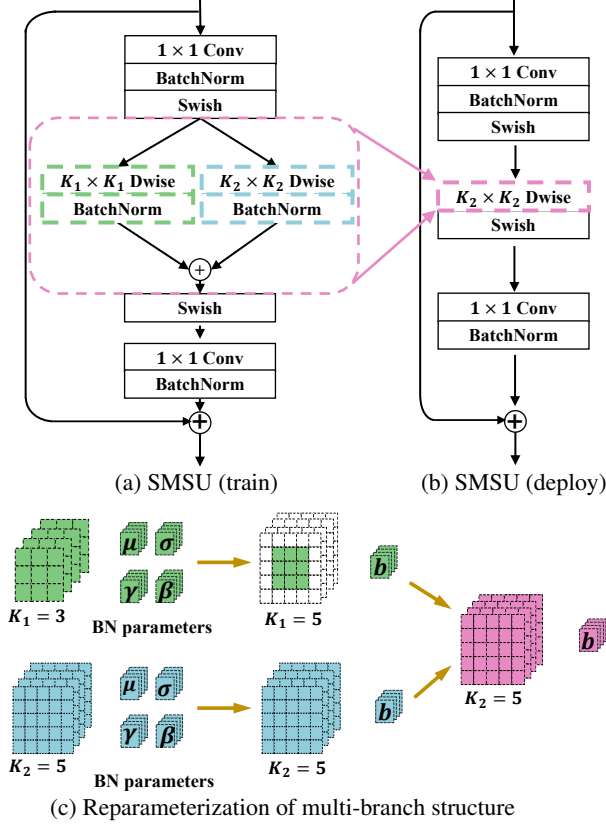 1 × 1 Conv
BatchNorm
Swish
K₁ × K₁ Dwise
BatchNorm
K₂ × K₂ Dwise
BatchNorm
+
Swish
1 × 1 Conv
BatchNorm
+
(a) SMSU (train)
1 × 1 Conv
BatchNorm
Swish
K₂ × K₂ Dwise
Swish
1 × 1 Conv
BatchNorm
+
(b) SMSU (deploy)
K₁ = 3
μ σ
γ β
BN parameters
K₁ = 5
b
K₂ = 5
μ σ
γ β
BN parameters
K₂ = 5
b
K₂ = 5
b
(c) Reparameterization of multi-branch structure